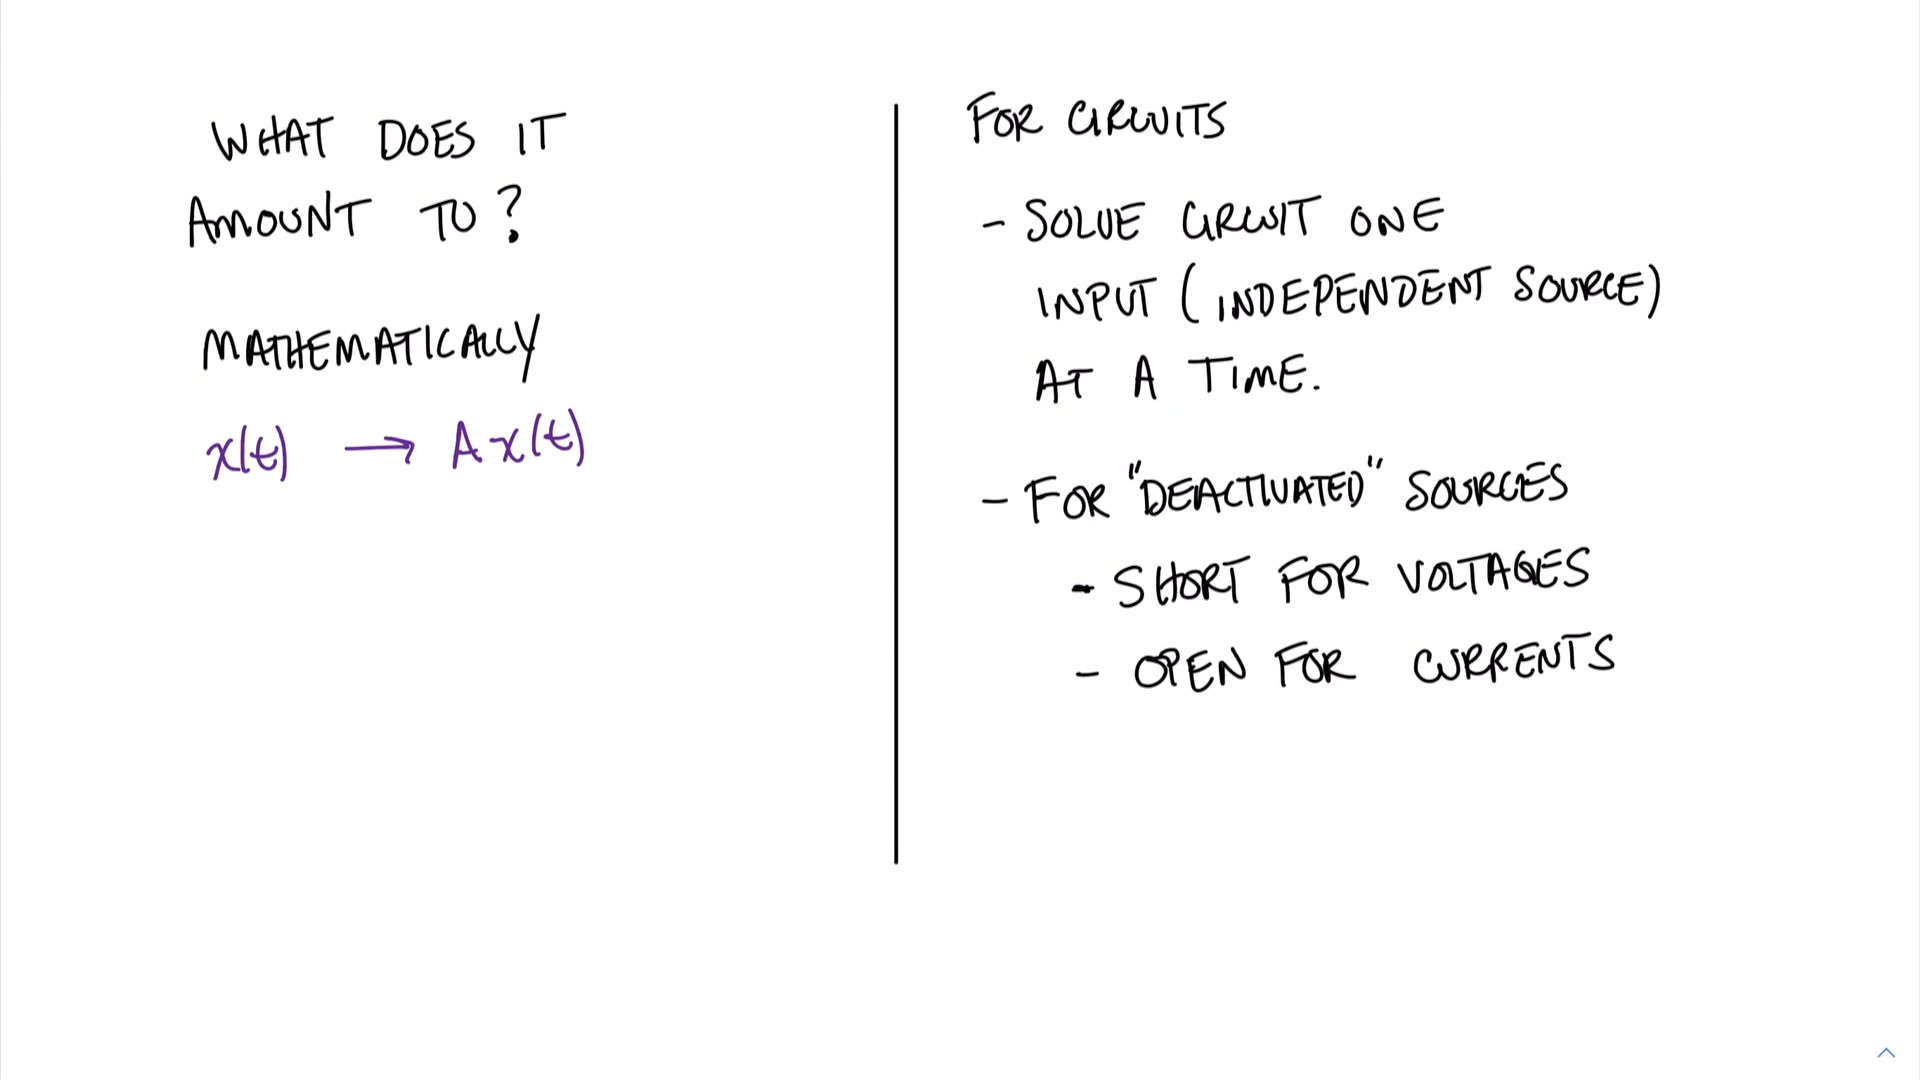 WHAT DOES IT
AMOUNT TO?
MATHEMATICALLY
x(t) → Ax(t)
FOR CIRCUITS
- SOLVE CIRCUIT ONE
INPUT (INDEPENDENT SOURCE)
AT A TIME.
- FOR "DEACTIVATED" SOURCES
- SHORT FOR VOLTAGES
- OPEN FOR CURRENTS